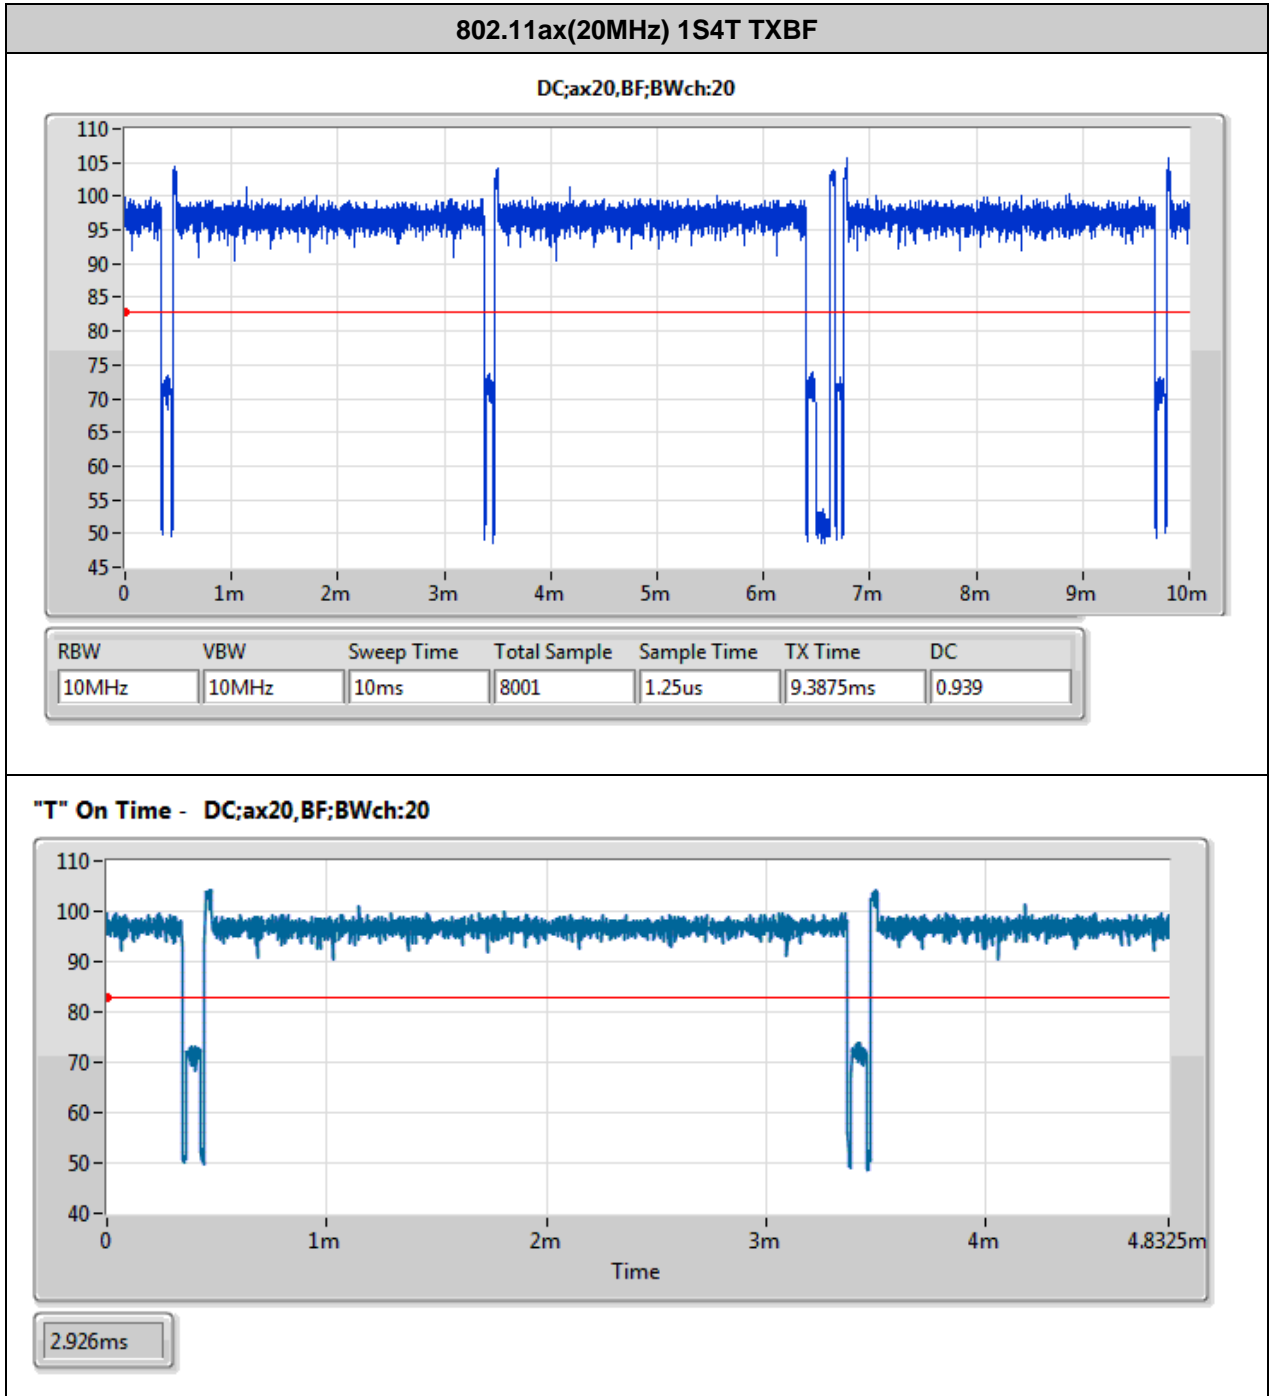 802.11ax(20MHz) 1S4T TXBF
DC;ax20,BF;BWch:20
110
105
100
95
90
85
80
75
70
65
60
55
50
45
0 1m 2m 3m 4m 5m 6m 7m 8m 9m 10m
RBW VBW Sweep Time Total Sample Sample Time TX Time DC
10MHz 10MHz 10ms 8001 1.25us 9.3875ms 0.939
"T" On Time - DC;ax20,BF;BWch:20
110
100
90
80
70
60
50
40
0 1m 2m 3m 4m 4.8325m
Time
2.926ms